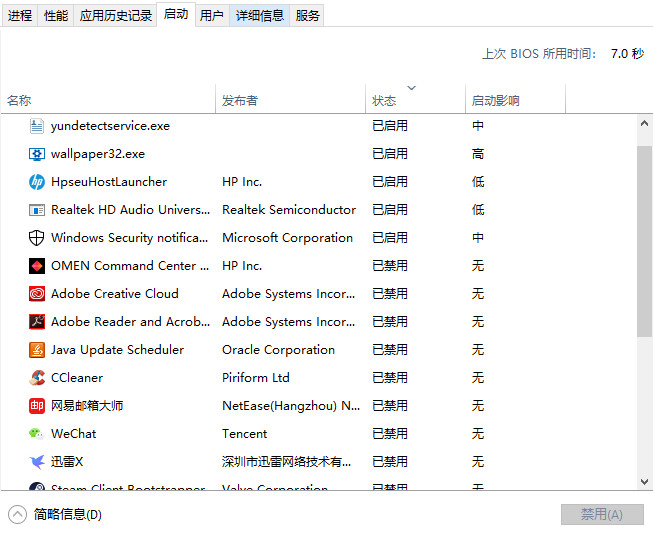 进程 性能 应用历史记录 启动 用户 详细信息 服务
上次 BIOS 所用时间： 7.0 秒
名称 发布者 状态 启动影响
yundetectservice.exe 已启用 中
wallpaper32.exe 已启用 高
HpseuHostLauncher HP Inc. 已启用 低
Realtek HD Audio Univers... Realtek Semiconductor 已启用 低
Windows Security notifica... Microsoft Corporation 已启用 中
OMEN Command Center ... HP Inc. 已禁用 无
Adobe Creative Cloud Adobe Systems Incor... 已禁用 无
Adobe Reader and Acrob... Adobe Systems Incor... 已禁用 无
Java Update Scheduler Oracle Corporation 已禁用 无
CCleaner Piriform Ltd 已禁用 无
网易邮箱大师 NetEase(Hangzhou) N... 已禁用 无
WeChat Tencent 已禁用 无
迅雷X 深圳市迅雷网络技术有... 已禁用 无
Steam Client Bootstrapper Valve Corporation 已禁用 无
简略信息(D) 禁用(A)